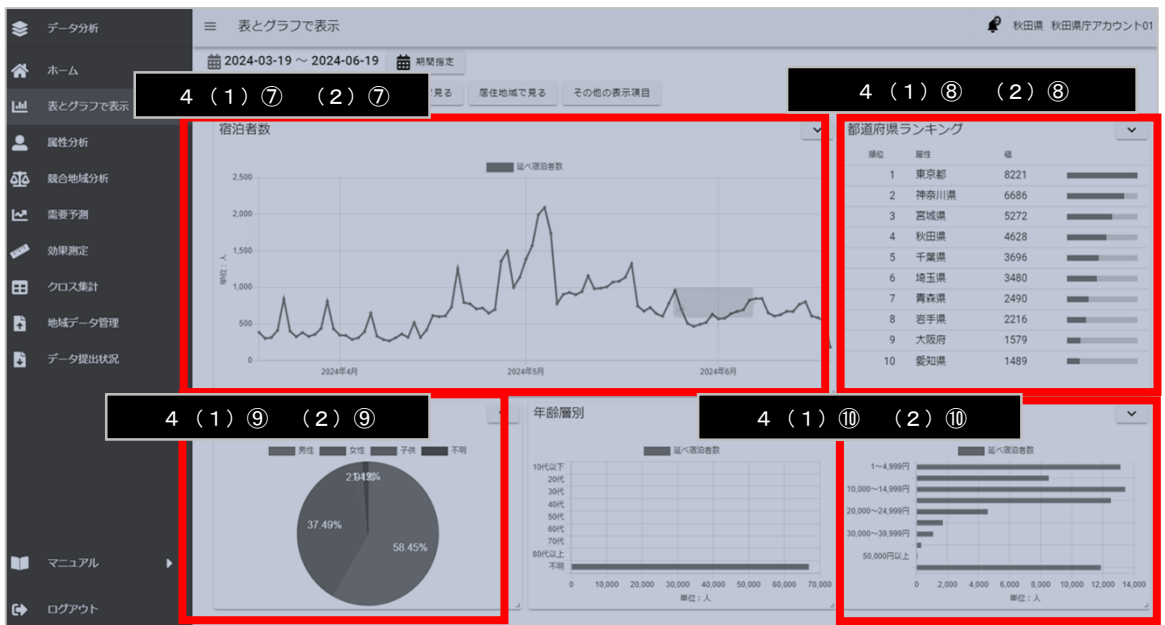 データ分析
ホーム
表とグラフで表示
属性分析
競合地域分析
需要予測
効果測定
クロス集計
地域データ管理
データ提出状況
マニュアル
ログアウト
表とグラフで表示
秋田県 秋田県庁アカウント01
2024-03-19 ～ 2024-06-19 期間指定
で見る 居住地域で見る その他の表示項目
4（1）⑦ （2）⑦
4（1）⑧ （2）⑧
宿泊者数
延べ宿泊者数
2,500
2,000
1,500
1,000
500
0
単位：人
2024年4月 2024年5月 2024年6月
都道府県ランキング
順位 属性 値
1 東京都 8221
2 神奈川県 6686
3 宮城県 5272
4 秋田県 4628
5 千葉県 3696
6 埼玉県 3480
7 青森県 2490
8 岩手県 2216
9 大阪府 1579
10 愛知県 1489
4（1）⑨ （2）⑨
男性 女性 子供 不明
37.49%
58.45%
年齢層別
延べ宿泊者数
10代以下
20代
30代
40代
50代
60代
70代
80代以上
不明
0 10,000 20,000 30,000 40,000 50,000 60,000 70,000
単位：人
4（1）⑩ （2）⑩
延べ宿泊者数
1～4,999円
10,000～14,999円
20,000～24,999円
30,000～39,999円
50,000円以上
0 2,000 4,000 6,000 8,000 10,000 12,000 14,000
単位：人